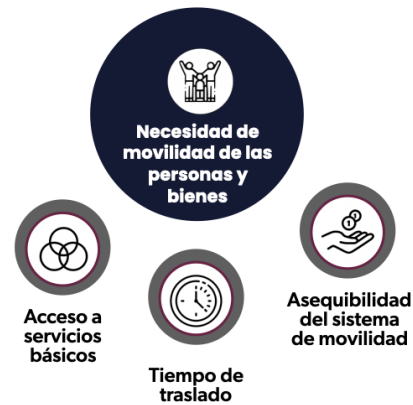 Necesidad de
movilidad de las
personas y
bienes
Acceso a
servicios
básicos
Tiempo de
traslado
Asequibilidad
del sistema
de movilidad